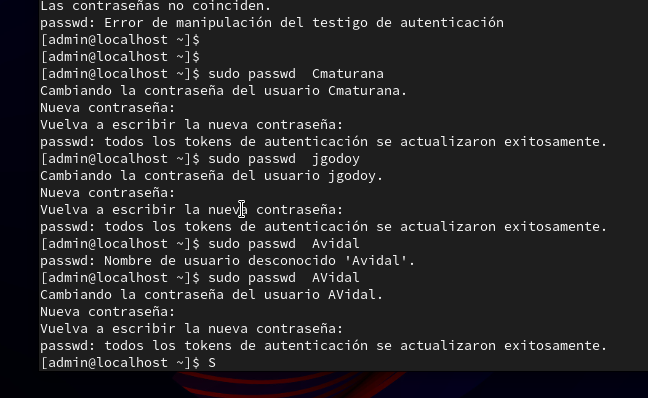 Las contraseñas no coinciden.
passwd: Error de manipulación del testigo de autenticación
[admin@localhost ~]$
[admin@localhost ~]$
[admin@localhost ~]$ sudo passwd  Cmaturana
Cambiando la contraseña del usuario Cmaturana.
Nueva contraseña:
Vuelva a escribir la nueva contraseña:
passwd: todos los tokens de autenticación se actualizaron exitosamente.
[admin@localhost ~]$ sudo passwd  jgodoy
Cambiando la contraseña del usuario jgodoy.
Nueva contraseña:
Vuelva a escribir la nueva contraseña:
passwd: todos los tokens de autenticación se actualizaron exitosamente.
[admin@localhost ~]$ sudo passwd  Avidal
passwd: Nombre de usuario desconocido 'Avidal'.
[admin@localhost ~]$ sudo passwd  AVidal
Cambiando la contraseña del usuario AVidal.
Nueva contraseña:
Vuelva a escribir la nueva contraseña:
passwd: todos los tokens de autenticación se actualizaron exitosamente.
[admin@localhost ~]$ S